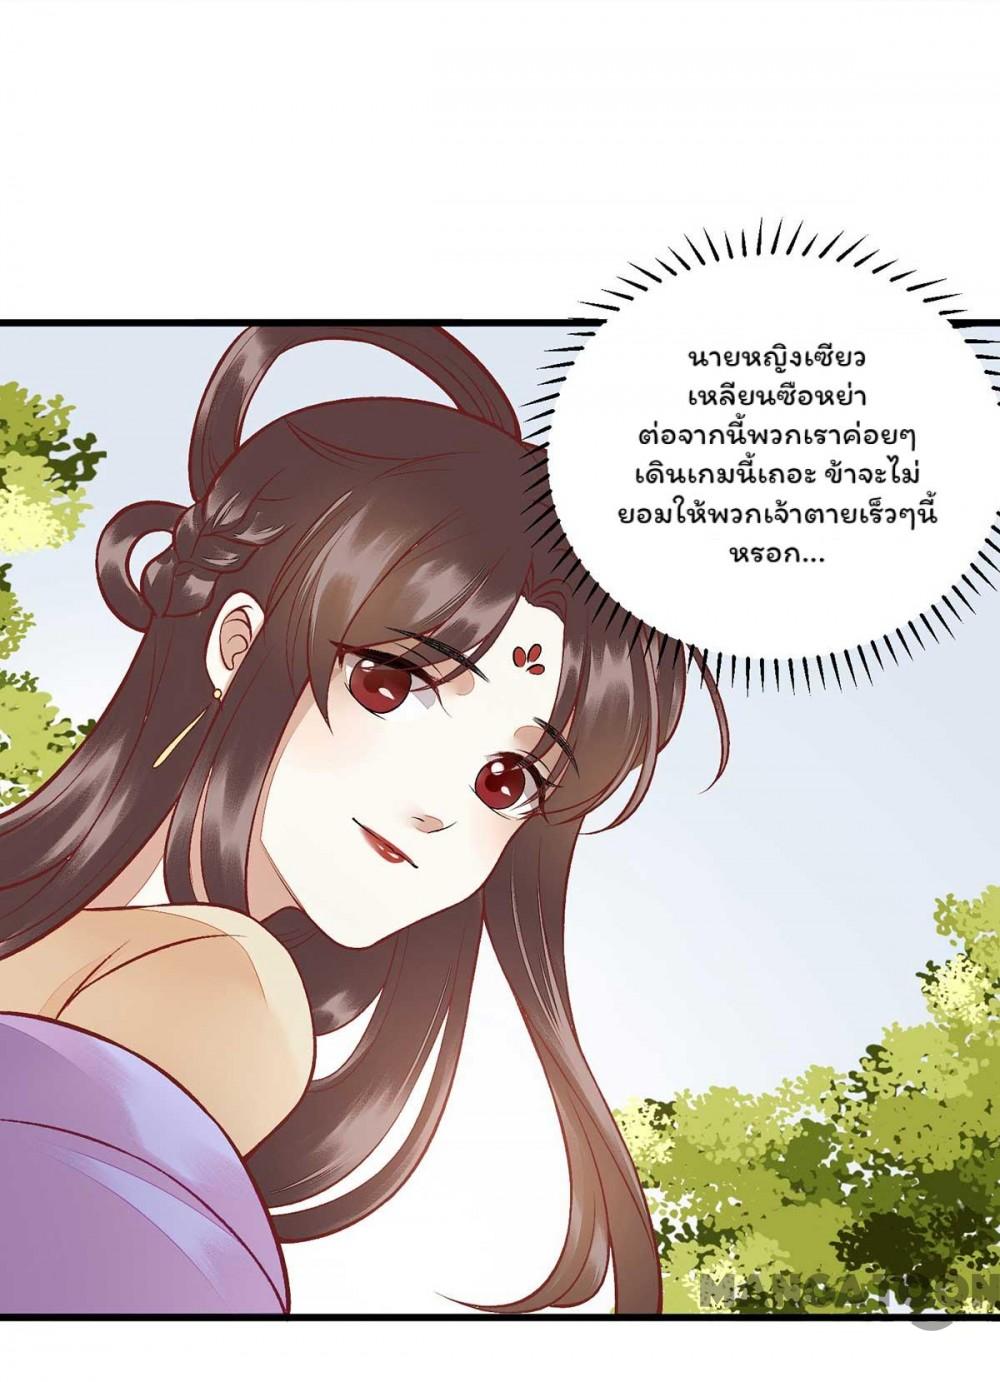 นายหญิงเซียว
เหลียนซือหย่า
ต่อจากนี้พวกเราค่อยๆ
เดินเกมนี้เถอะ ข้าจะไม่
ยอมให้พวกเจ้าตายเร็วๆนี้
หรอก...
MANGATOON